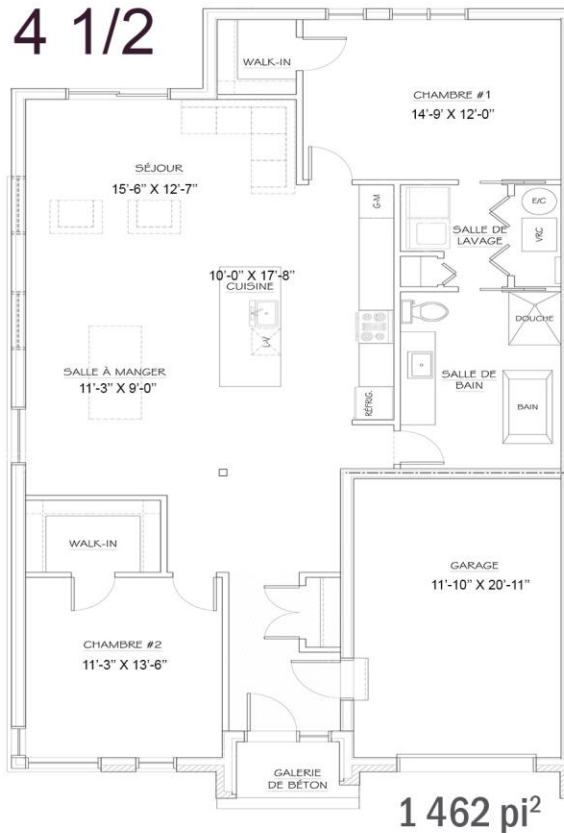 4 1/2
WALK-IN
CHAMBRE #1
14'-9' X 12'-0"
SÉJOUR
15'-6" X 12'-7"
G-M
SALLE DE
LAVAGE
E/C
VRC
10'-0" X 17'-8"
CUISINE
LV
DOUCHE
SALLE À MANGER
11'-3" X 9'-0"
RÉFRIG.
SALLE DE
BAIN
BAIN
WALK-IN
GARAGE
11'-10" X 20'-11"
CHAMBRE #2
11'-3" X 13'-6"
GALERIE
DE BÉTON
1 462 pi²